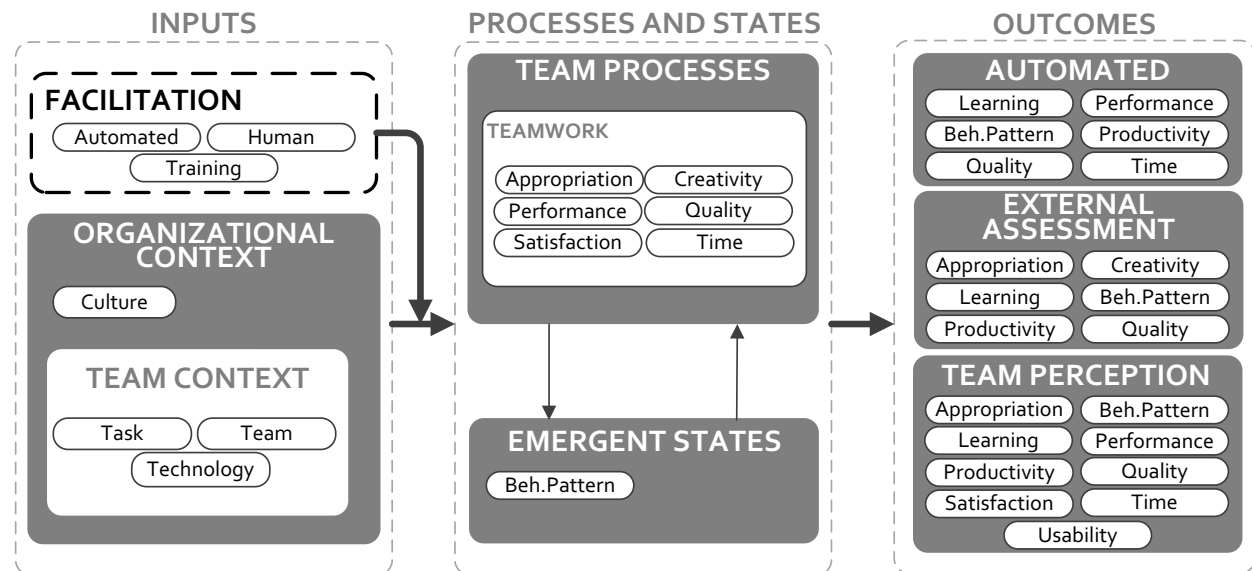 INPUTS
FACILITATION
Automated
Human
Training
ORGANIZATIONAL
CONTEXT
Culture
TEAM CONTEXT
Task
Team
Technology
PROCESSES AND STATES
TEAM PROCESSES
TEAMWORK
Appropriation
Creativity
Performance
Quality
Satisfaction
Time
EMERGENT STATES
Beh.Pattern
OUTCOMES
AUTOMATED
Learning
Performance
Beh.Pattern
Productivity
Quality
Time
EXTERNAL
ASSESSMENT
Appropriation
Creativity
Learning
Beh.Pattern
Productivity
Quality
TEAM PERCEPTION
Appropriation
Beh.Pattern
Learning
Performance
Productivity
Quality
Satisfaction
Time
Usability